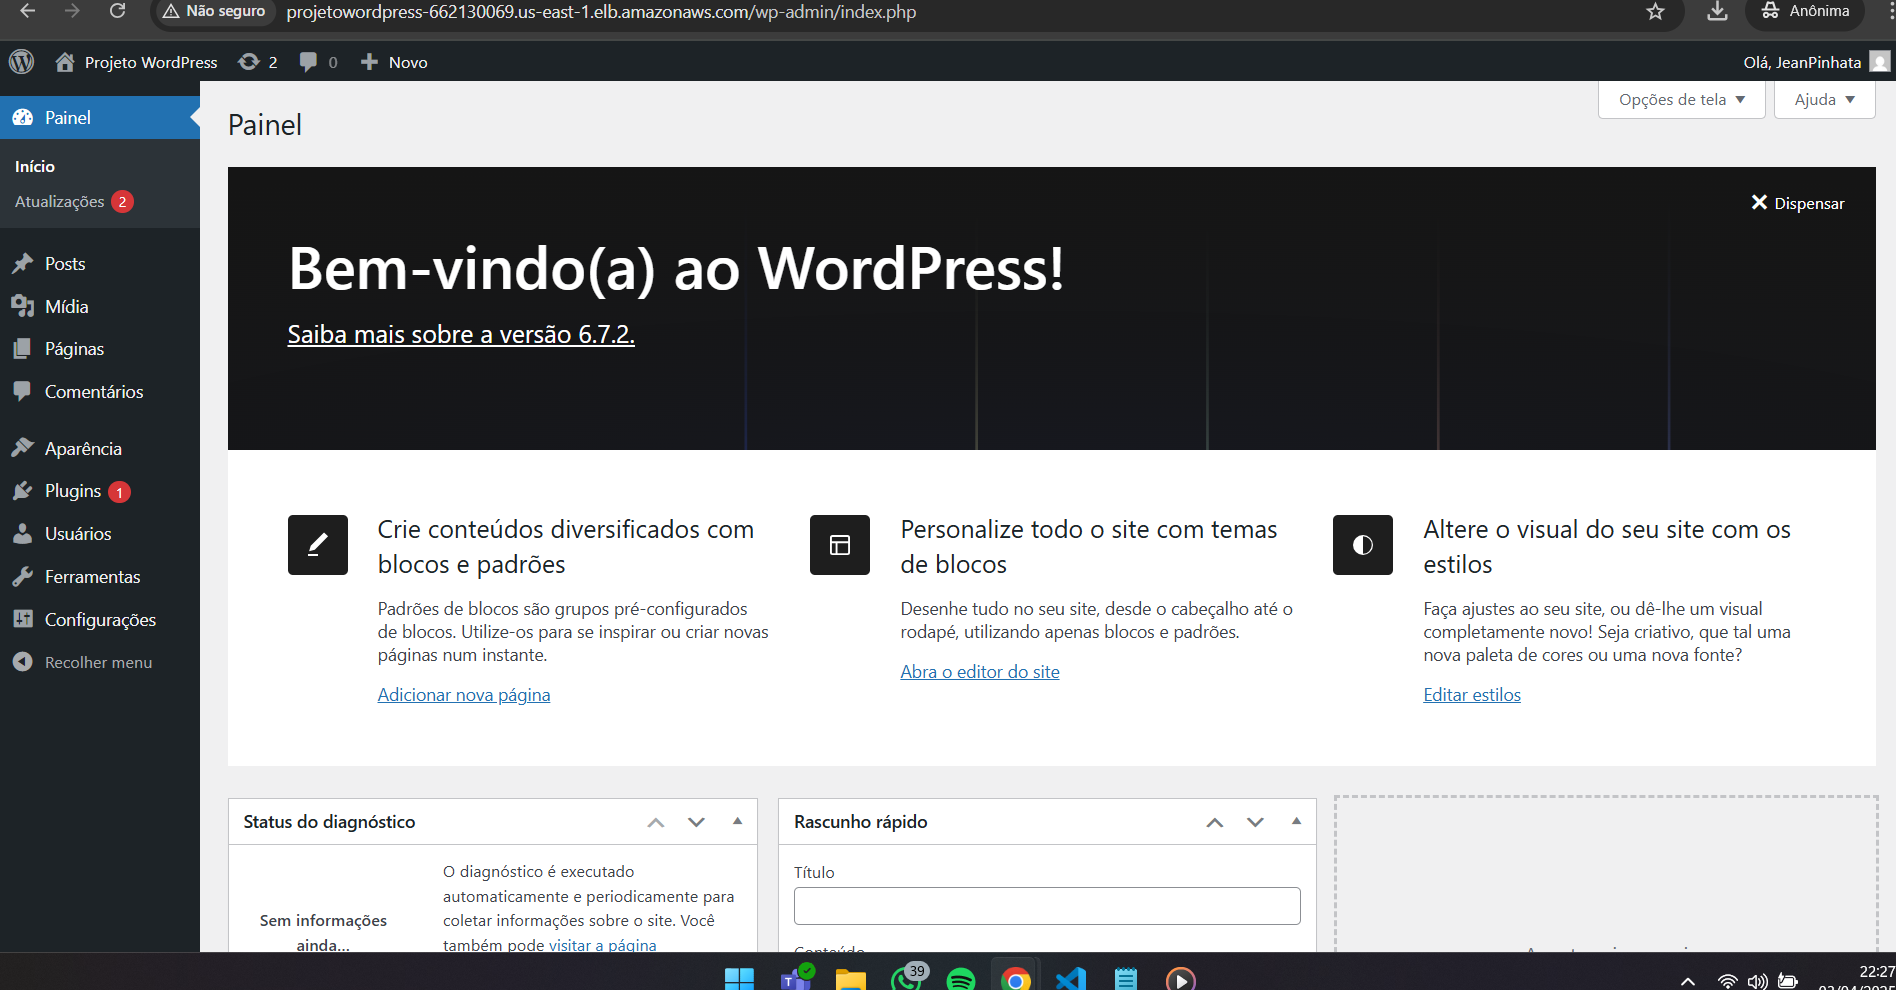 Não seguro
projetowordpress-662130069.us-east-1.elb.amazonaws.com/wp-admin/index.php
Anônima
Projeto WordPress
2
0
Novo
Olá, JeanPinhata
Painel
Início
Atualizações 2
Posts
Mídia
Páginas
Comentários
Aparência
Plugins 1
Usuários
Ferramentas
Configurações
Recolher menu
Opções de tela
Ajuda
Painel
Dispensar
Bem-vindo(a) ao WordPress!
Saiba mais sobre a versão 6.7.2.
Crie conteúdos diversificados com
blocos e padrões
Padrões de blocos são grupos pré-configurados
de blocos. Utilize-os para se inspirar ou criar novas
páginas num instante.
Adicionar nova página
Personalize todo o site com temas
de blocos
Desenhe tudo no seu site, desde o cabeçalho até o
rodapé, utilizando apenas blocos e padrões.
Abra o editor do site
Altere o visual do seu site com os
estilos
Faça ajustes ao seu site, ou dê-lhe um visual
completamente novo! Seja criativo, que tal uma
nova paleta de cores ou uma nova fonte?
Editar estilos
Status do diagnóstico
Sem informações
ainda...
O diagnóstico é executado
automaticamente e periodicamente para
coletar informações sobre o site. Você
também pode visitar a página
Rascunho rápido
Título
Conteúdo
39
22:27